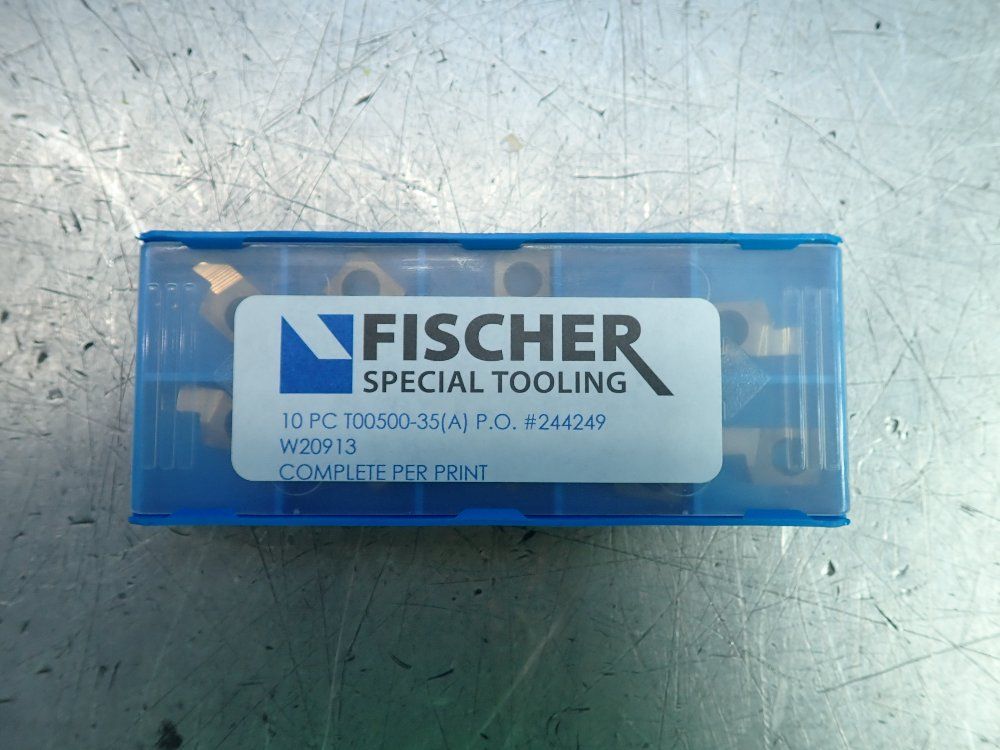 FISCHER
SPECIAL TOOLING
10 PC T00500-35(A) P.O. #244249
W20913
COMPLETE PER PRINT